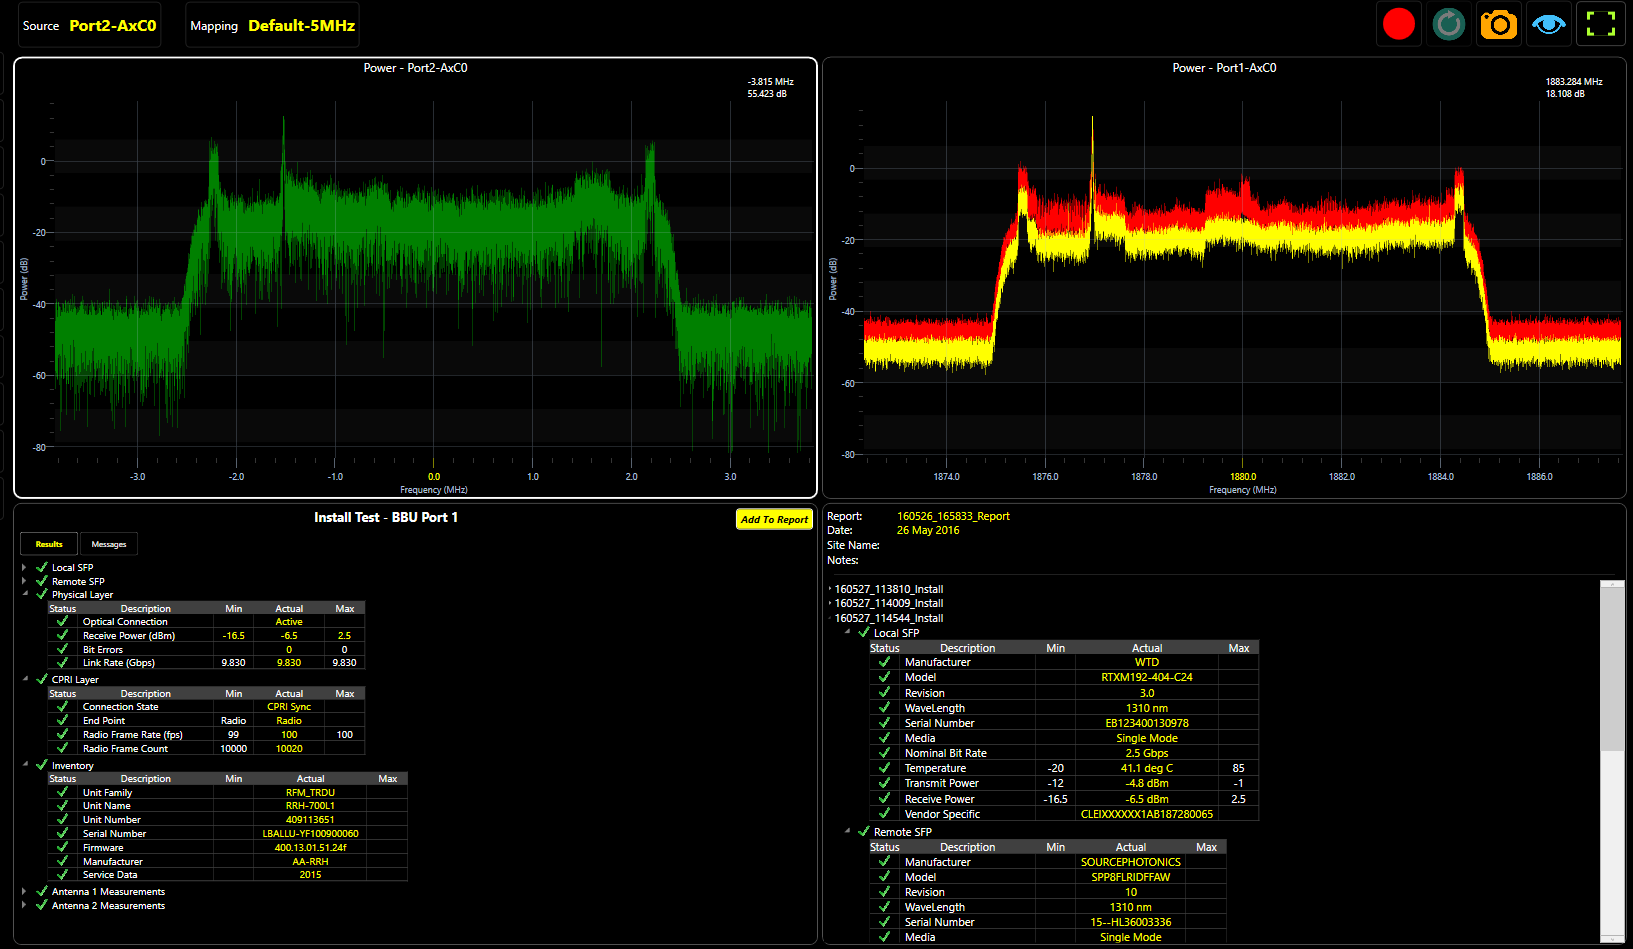 Source Port2-AxC0 Mapping Default-5MHz
Power - Port2-AxC0
-3.815 MHz
55.423 dB
0
-20
-40
-60
-80
Power (dB)
-3.0 -2.0 -1.0 0.0 1.0 2.0 3.0
Frequency (MHz)
Power - Port1-AxC0
1883.284 MHz
18.108 dB
0
-20
-40
-60
-80
Power (dB)
1874.0 1876.0 1878.0 1880.0 1882.0 1884.0 1886.0
Frequency (MHz)
Install Test - BBU Port 1
Add To Report
Results Messages
Local SFP
Remote SFP
Physical Layer
Status Description Min Actual Max
Optical Connection Active
Receive Power (dBm) -16.5 -6.5 2.5
Bit Errors 0 0
Link Rate (Gbps) 9.830 9.830 9.830
CPRI Layer
Status Description Min Actual Max
Connection State CPRI Sync
End Point Radio Radio
Radio Frame Rate (fps) 99 100 100
Radio Frame Count 10000 10020
Inventory
Status Description Min Actual Max
Unit Family RFM_TRDU
Unit Name RRH-700L1
Unit Number 409113651
Serial Number LBALLU-YF100900060
Firmware 400.13.01.51.24f
Manufacturer AA-RRH
Service Data 2015
Antenna 1 Measurements
Antenna 2 Measurements
Report: 160526_165833_Report
Date: 26 May 2016
Site Name:
Notes:
160527_113810_Install
160527_114009_Install
160527_114544_Install
Local SFP
Status Description Min Actual Max
Manufacturer WTD
Model RTXM192-404-C24
Revision 3.0
WaveLength 1310 nm
Serial Number EB123400130978
Media Single Mode
Nominal Bit Rate 2.5 Gbps
Temperature -20 41.1 deg C 85
Transmit Power -12 -4.8 dBm -1
Receive Power -16.5 -6.5 dBm 2.5
Vendor Specific CLEIXXXXXX1AB187280065
Remote SFP
Status Description Min Actual Max
Manufacturer SOURCEPHOTONICS
Model SPP8FLRIDFFAW
Revision 10
WaveLength 1310 nm
Serial Number 15--HL36003336
Media Single Mode